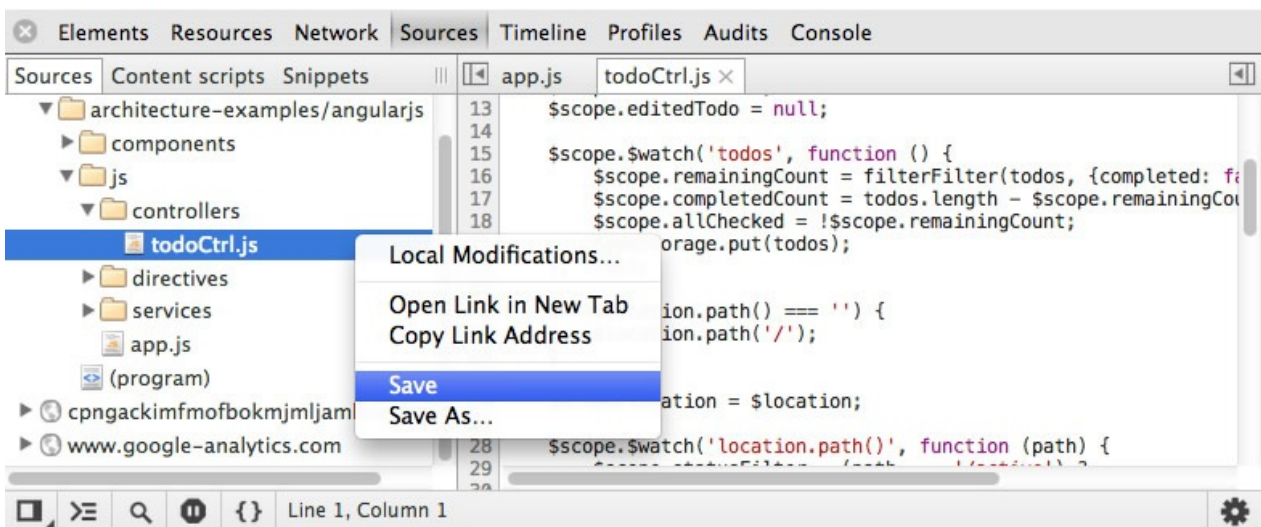 Elements Resources Network Sources Timeline Profiles Audits Console
Sources Content scripts Snippets
architecture-examples/angularjs
components
js
controllers
todoCtrl.js
directives
services
app.js
(program)
cpngackimfmofbokmjmljaml
www.google-analytics.com
Local Modifications...
Open Link in New Tab
Copy Link Address
Save
Save As...
app.js todoCtrl.js ×
13 $scope.editedTodo = null;
14
15 $scope.$watch('todos', function () {
16 $scope.remainingCount = filterFilter(todos, {completed: fa
17 $scope.completedCount = todos.length - $scope.remainingCou
18 $scope.allChecked = !$scope.remainingCount;
orage.put(todos);
ion.path() === '') {
ion.path('/');
ation = $location;
28 $scope.$watch('location.path()', function (path) {
29
{} Line 1, Column 1